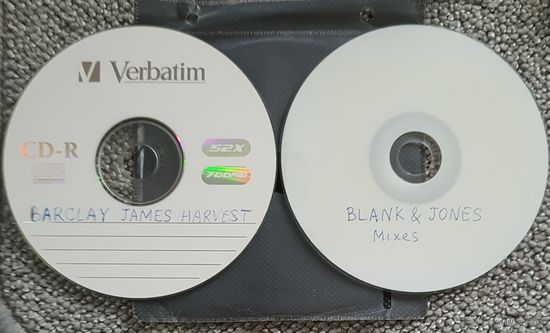 Verbatim
CD-R
52X
700MB
BARCLAY JAMES HARVEST
BLANK & JONES
Mixes